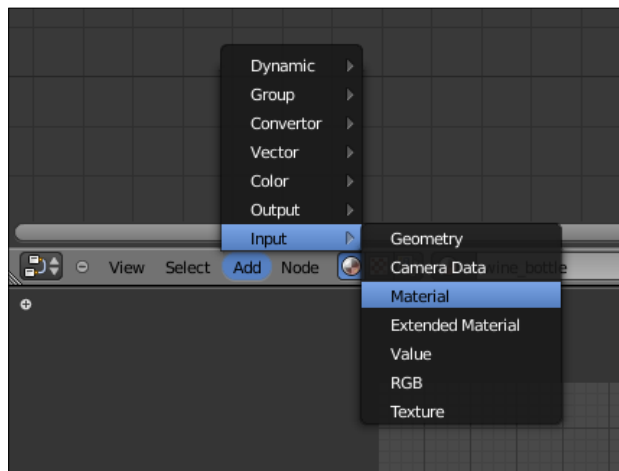 Dynamic
Group
Convertor
Vector
Color
Output
Input
Geometry
View Select Add Node
Camera Data
wine_bottle
Material
Extended Material
Value
RGB
Texture